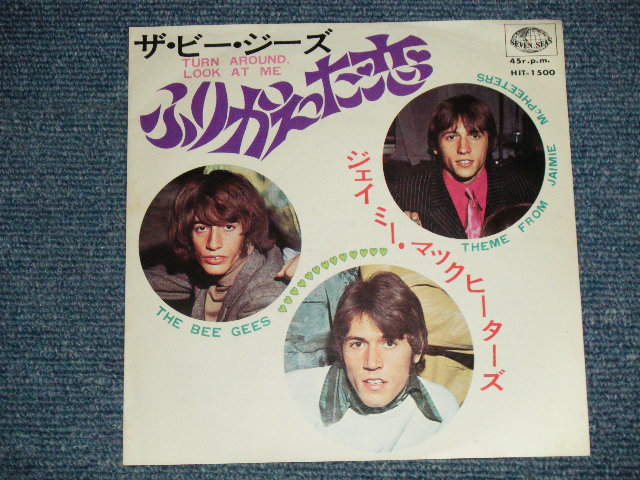 ザ・ビー・ジーズ
TURN AROUND,
LOOK AT ME
ふりかえった恋
SEVEN SEAS
45r.p.m.
HIT-1500
ジェイミー・マックヒーターズ
THEME FROM JAIMIE McPHEETERS
THE BEE GEES